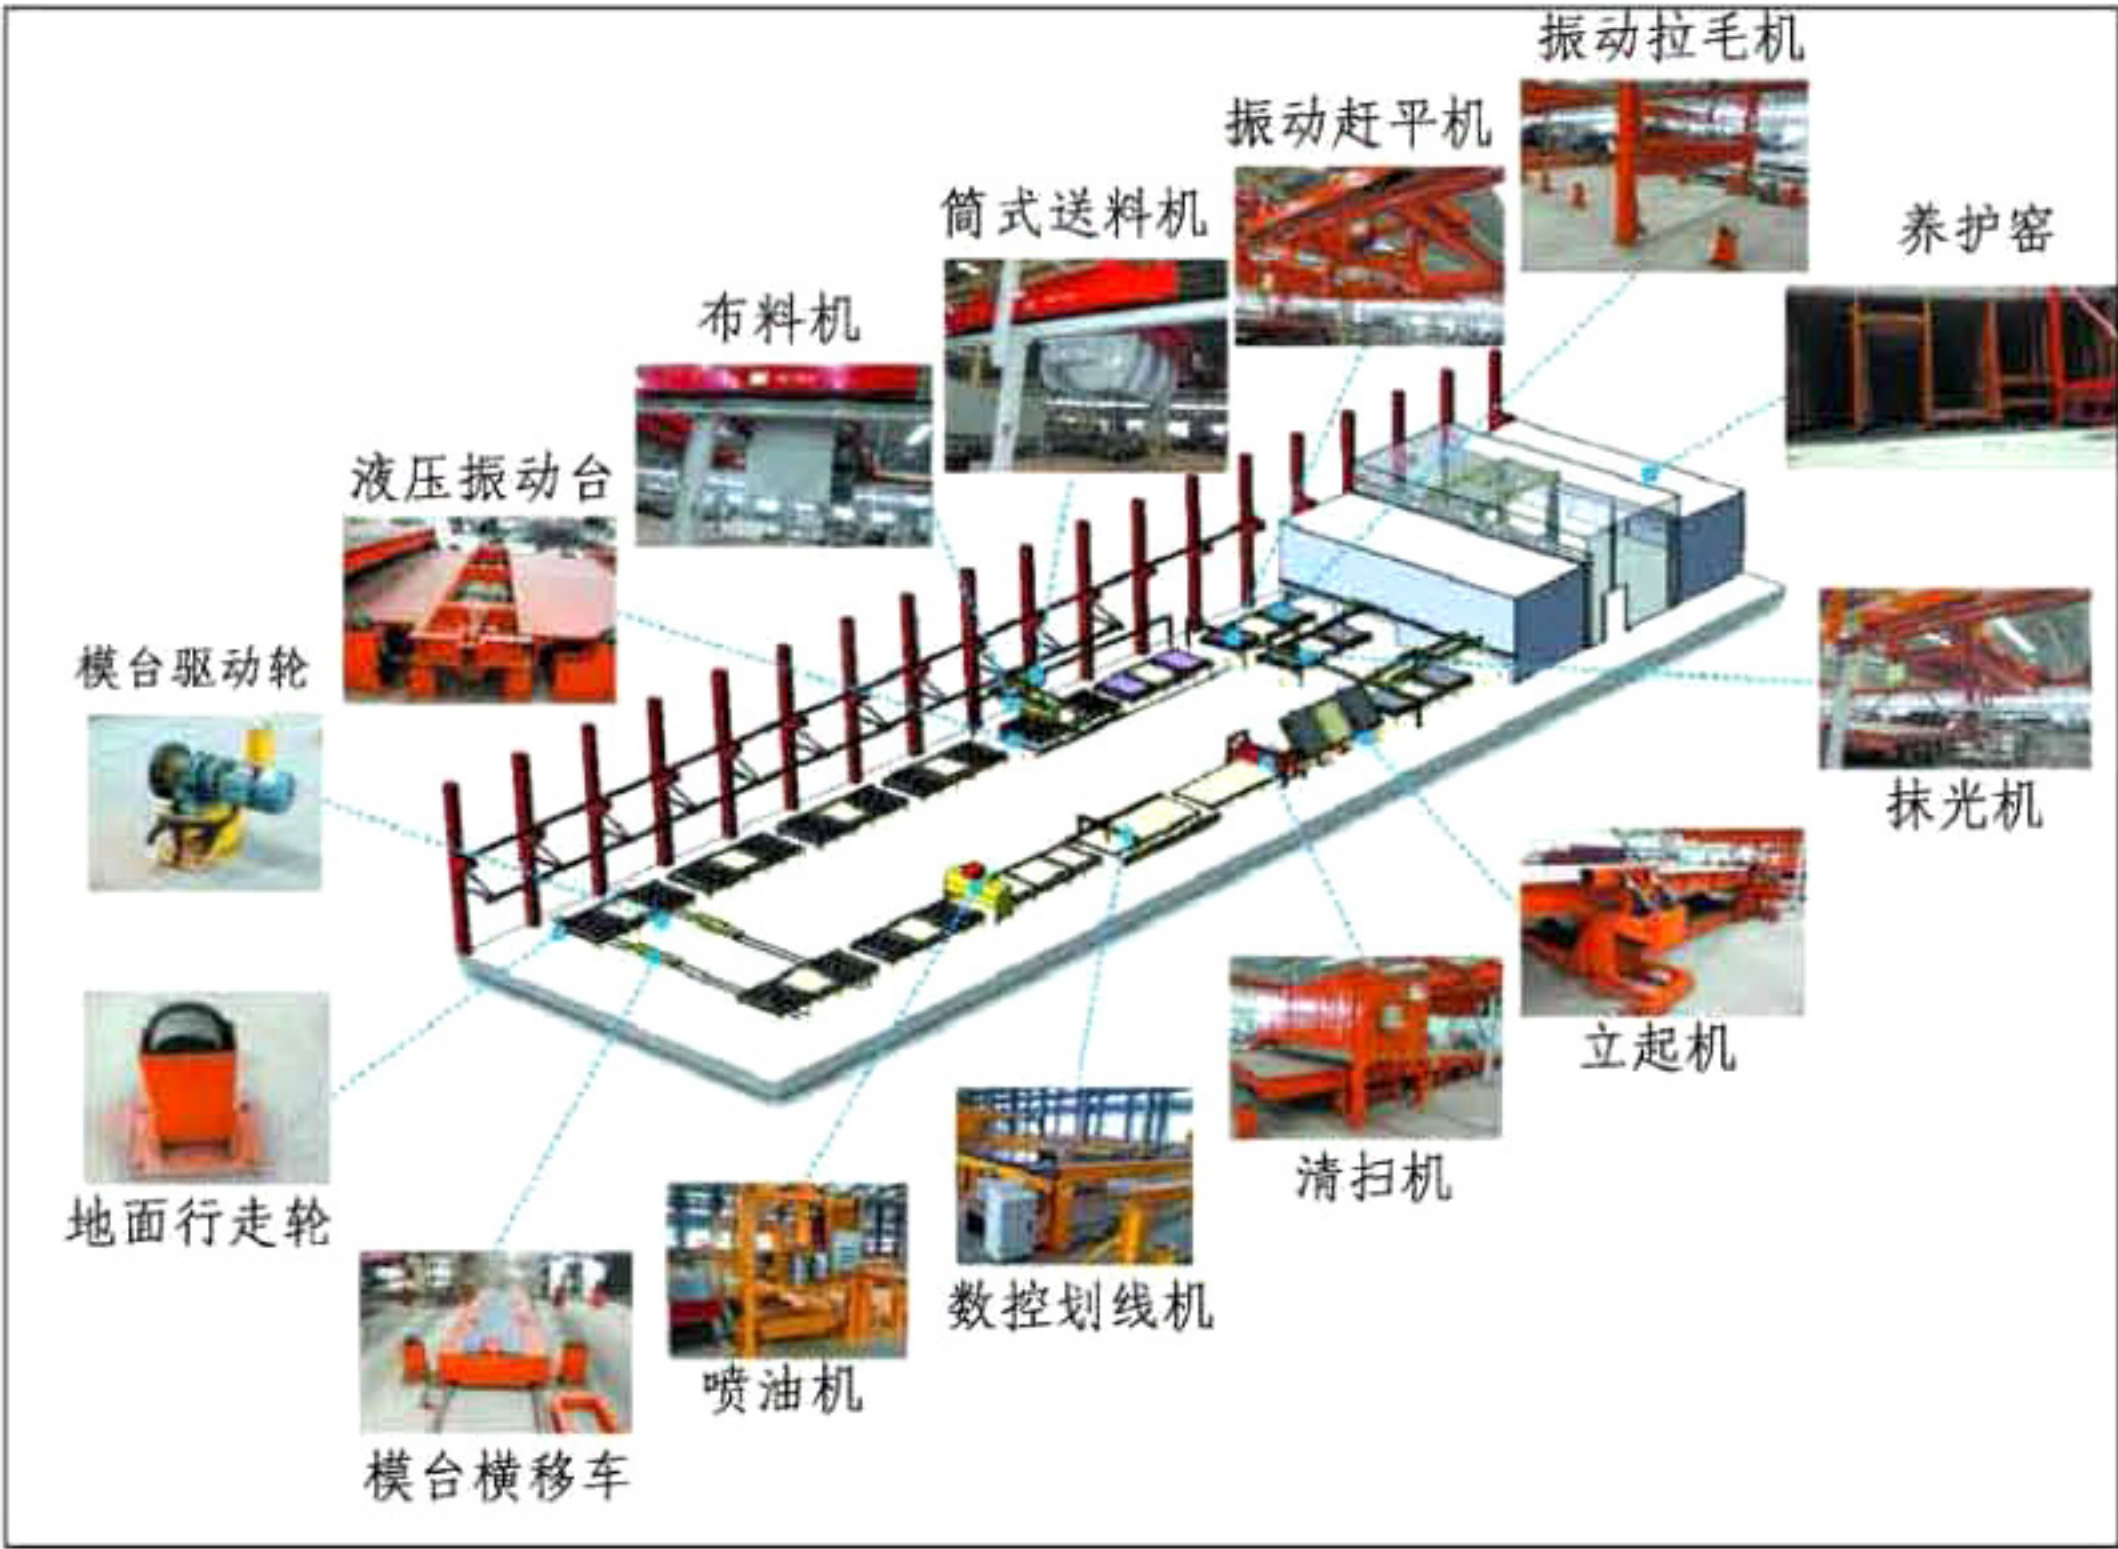 振动拉毛机
振动赶平机
筒式送料机
养护窑
布料机
液压振动台
模台驱动轮
抹光机
立起机
清扫机
地面行走轮
数控划线机
喷油机
模台横移车